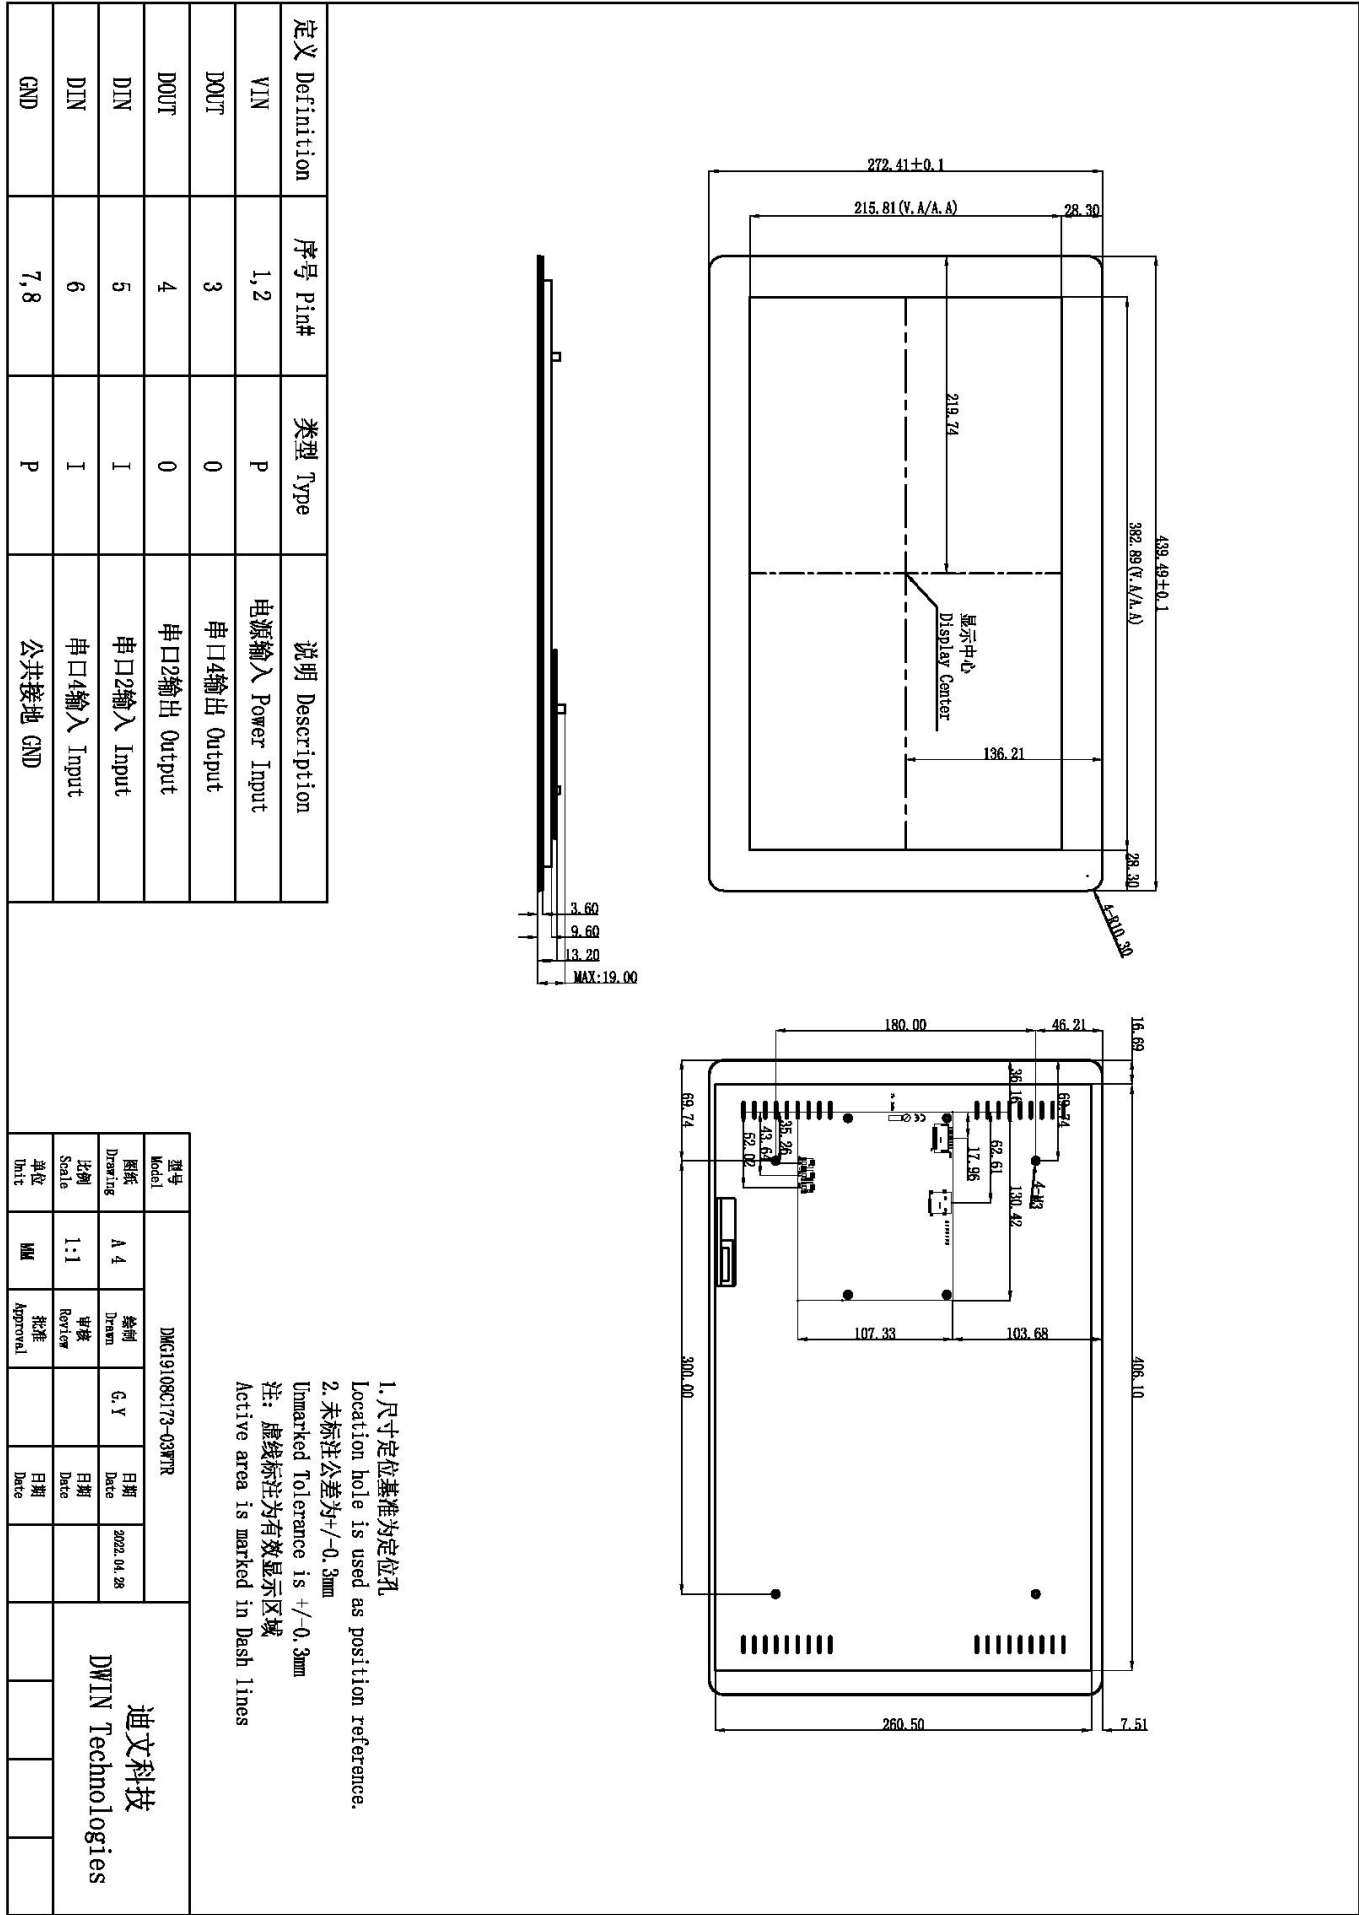 272.41±0.1
215.81(V.A/A.A)
28.30
439.49±0.1
382.89(V.A/A.A)
219.74
显示中心
Display Center
136.21
28.30
4-R10.30
3.60
9.60
13.20
MAX:19.00
180.00
46.21
16.69
69.74
36.16
69.74
35.26
43.64
52.02
17.96
62.61
130.42
4-M3
107.33
103.68
300.00
406.10
260.50
7.51
定义 Definition 序号 Pin# 类型 Type 说明 Description
VIN 1,2 P 电源输入 Power Input
DOUT 3 O 串口4输出 Output
DOUT 4 O 串口2输出 Output
DIN 5 I 串口2输入 Input
DIN 6 I 串口4输入 Input
GND 7,8 P 公共接地 GND
1.尺寸定位基准为定位孔
Location hole is used as position reference.
2.未标注公差为+/-0.3mm
Unmarked Tolerance is +/-0.3mm
注：虚线标注为有效显示区域
Active area is marked in Dash lines
型号
Model
DMG19108C173-03WTR
图纸
Drawing
A 4
绘制
Drawn
G.Y
日期
Date
2022.04.28
比例
Scale
1:1
审核
Review
日期
Date
单位
Unit
MM
批准
Approval
日期
Date
迪文科技
DWIN Technologies